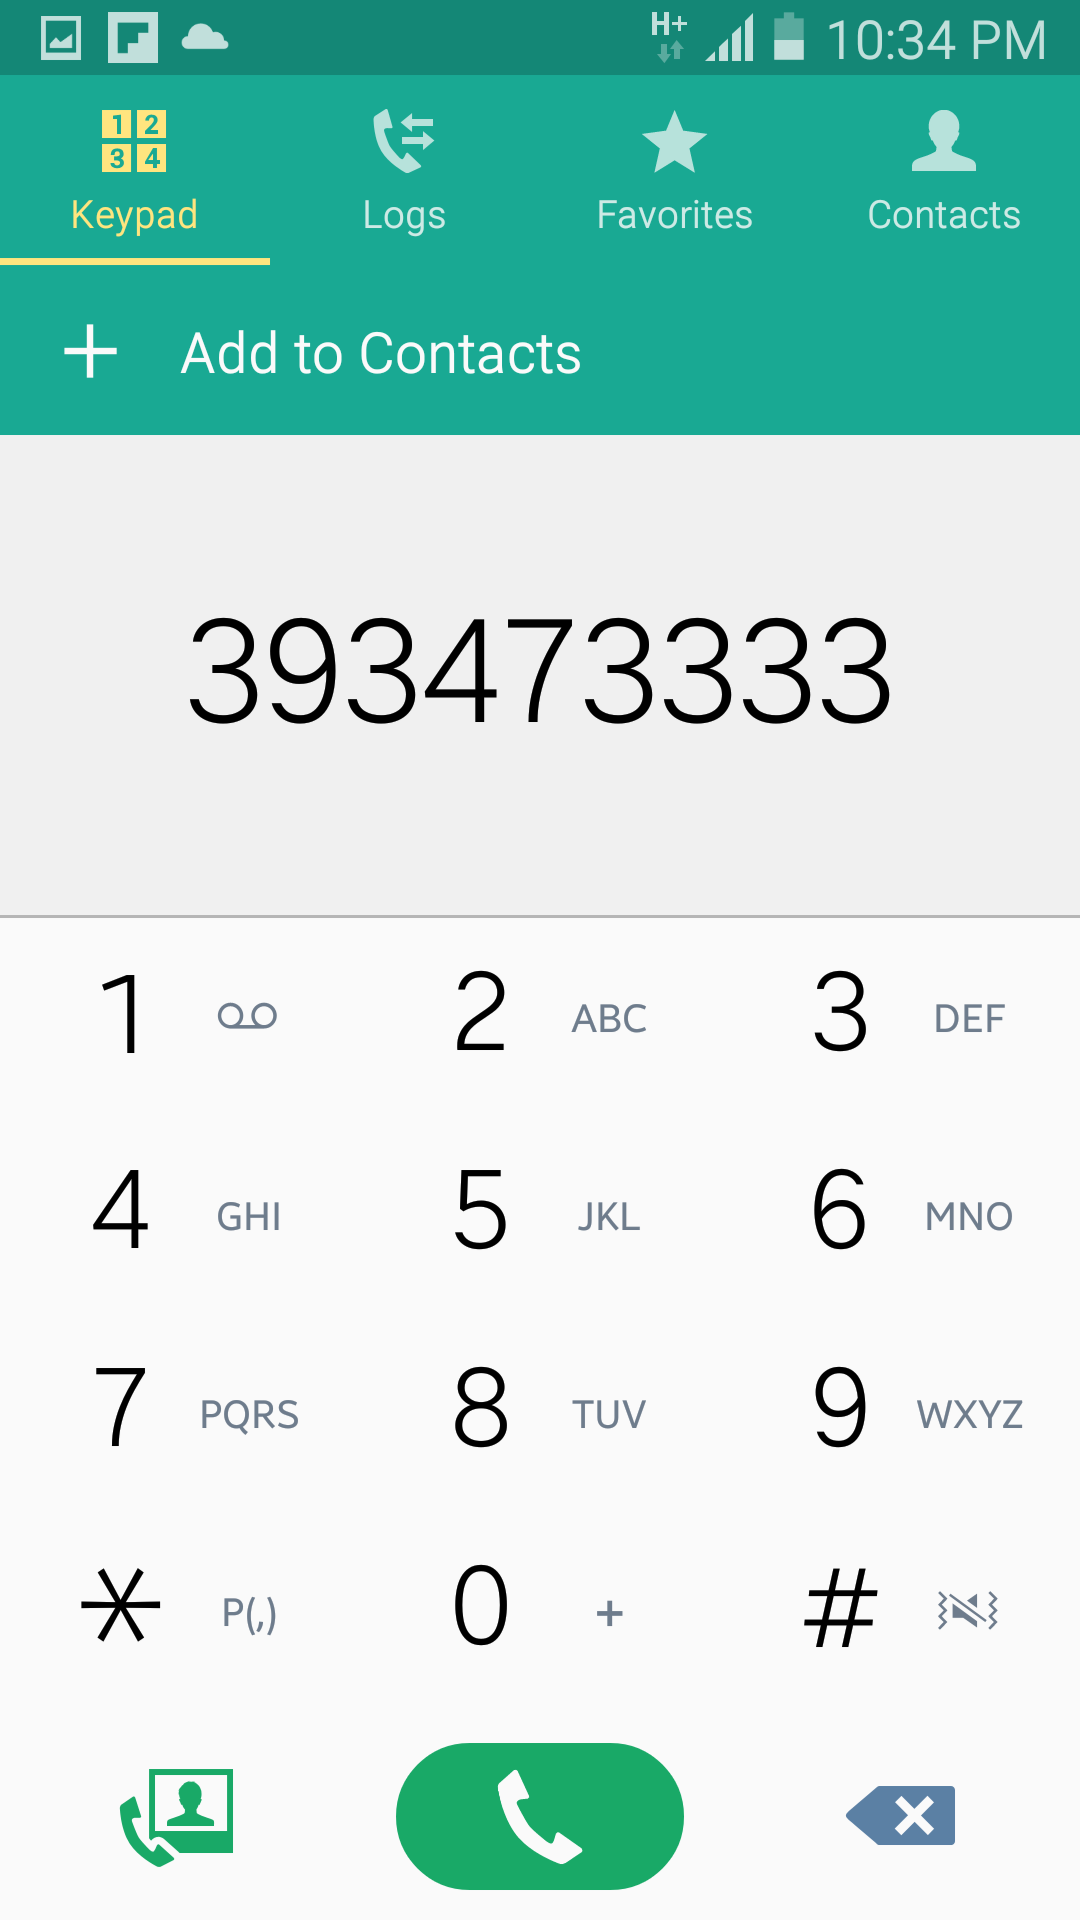 H+ 10:34 PM
1 2
3 4
Keypad Logs Favorites Contacts
+ Add to Contacts
393473333
1 2 ABC 3 DEF
4 GHI 5 JKL 6 MNO
7 PQRS 8 TUV 9 WXYZ
* P(,) 0 + #